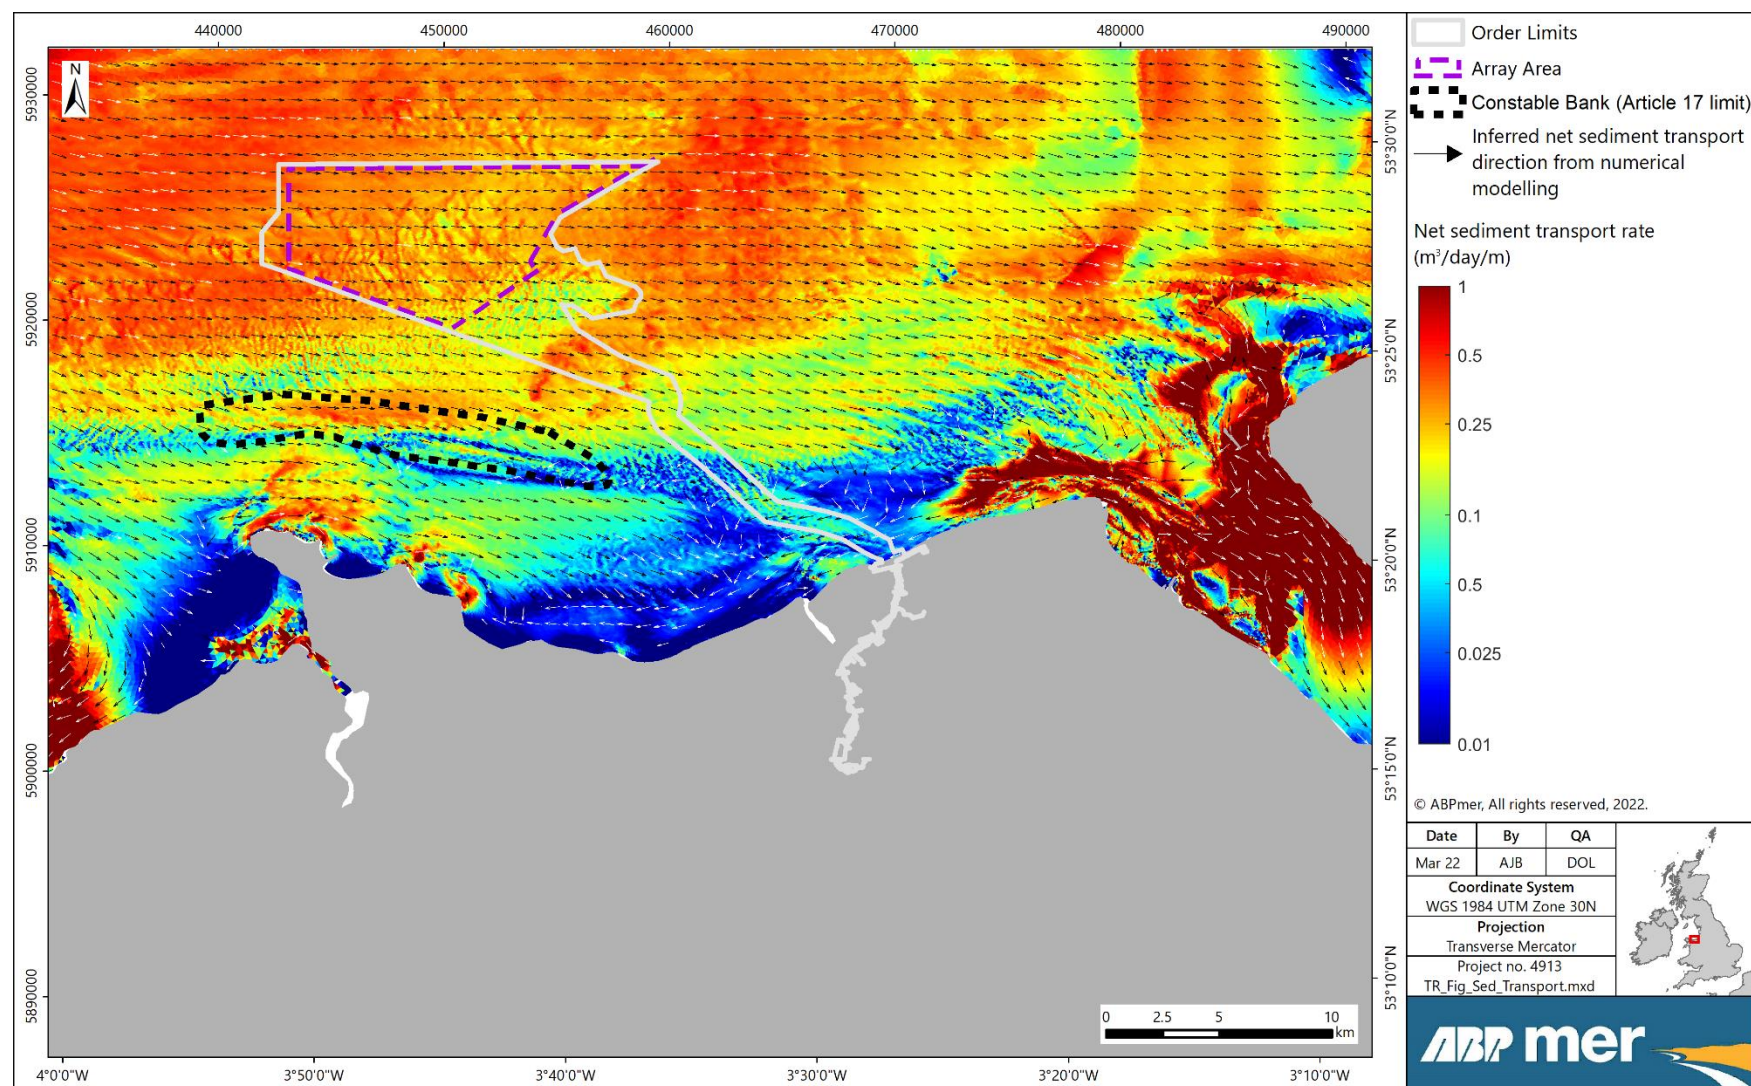 440000 450000 460000 470000 480000 490000
5930000
5920000
5910000
5900000
5890000
N
53°30'0"N
53°25'0"N
53°20'0"N
53°15'0"N
53°10'0"N
4°0'0"W 3°50'0"W 3°40'0"W 3°30'0"W 3°20'0"W 3°10'0"W
0 2.5 5 10
km
Order Limits
Array Area
Constable Bank (Article 17 limit)
Inferred net sediment transport
direction from numerical
modelling
Net sediment transport rate
(m³/day/m)
1
0.5
0.25
0.1
0.5
0.025
0.01
© ABPmer, All rights reserved, 2022.
Date By QA
Mar 22 AJB DOL
Coordinate System
WGS 1984 UTM Zone 30N
Projection
Transverse Mercator
Project no. 4913
TR_Fig_Sed_Transport.mxd
ABPmer